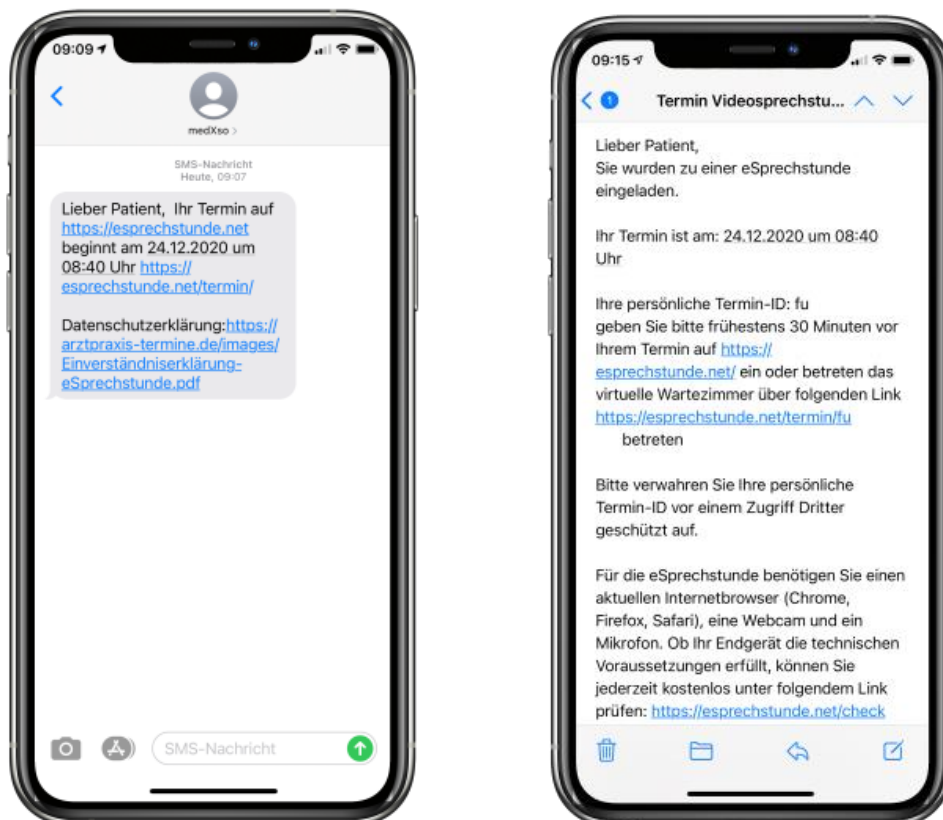 09:09
medXso >
SMS-Nachricht
Heute, 09:07
Lieber Patient, Ihr Termin auf
https://esprechstunde.net
beginnt am 24.12.2020 um
08:40 Uhr https://
esprechstunde.net/termin/
Datenschutzerklärung:https://
arztpraxis-termine.de/images/
Einverständniserklärung-
eSprechstunde.pdf
SMS-Nachricht
09:15
1
Termin Videosprechstu...
Lieber Patient,
Sie wurden zu einer eSprechstunde
eingeladen.
Ihr Termin ist am: 24.12.2020 um 08:40
Uhr
Ihre persönliche Termin-ID: fu
geben Sie bitte frühestens 30 Minuten vor
Ihrem Termin auf https://
esprechstunde.net/ ein oder betreten das
virtuelle Wartezimmer über folgenden Link
https://esprechstunde.net/termin/fu
betreten
Bitte verwahren Sie Ihre persönliche
Termin-ID vor einem Zugriff Dritter
geschützt auf.
Für die eSprechstunde benötigen Sie einen
aktuellen Internetbrowser (Chrome,
Firefox, Safari), eine Webcam und ein
Mikrofon. Ob Ihr Endgerät die technischen
Voraussetzungen erfüllt, können Sie
jederzeit kostenlos unter folgendem Link
prüfen: https://esprechstunde.net/check